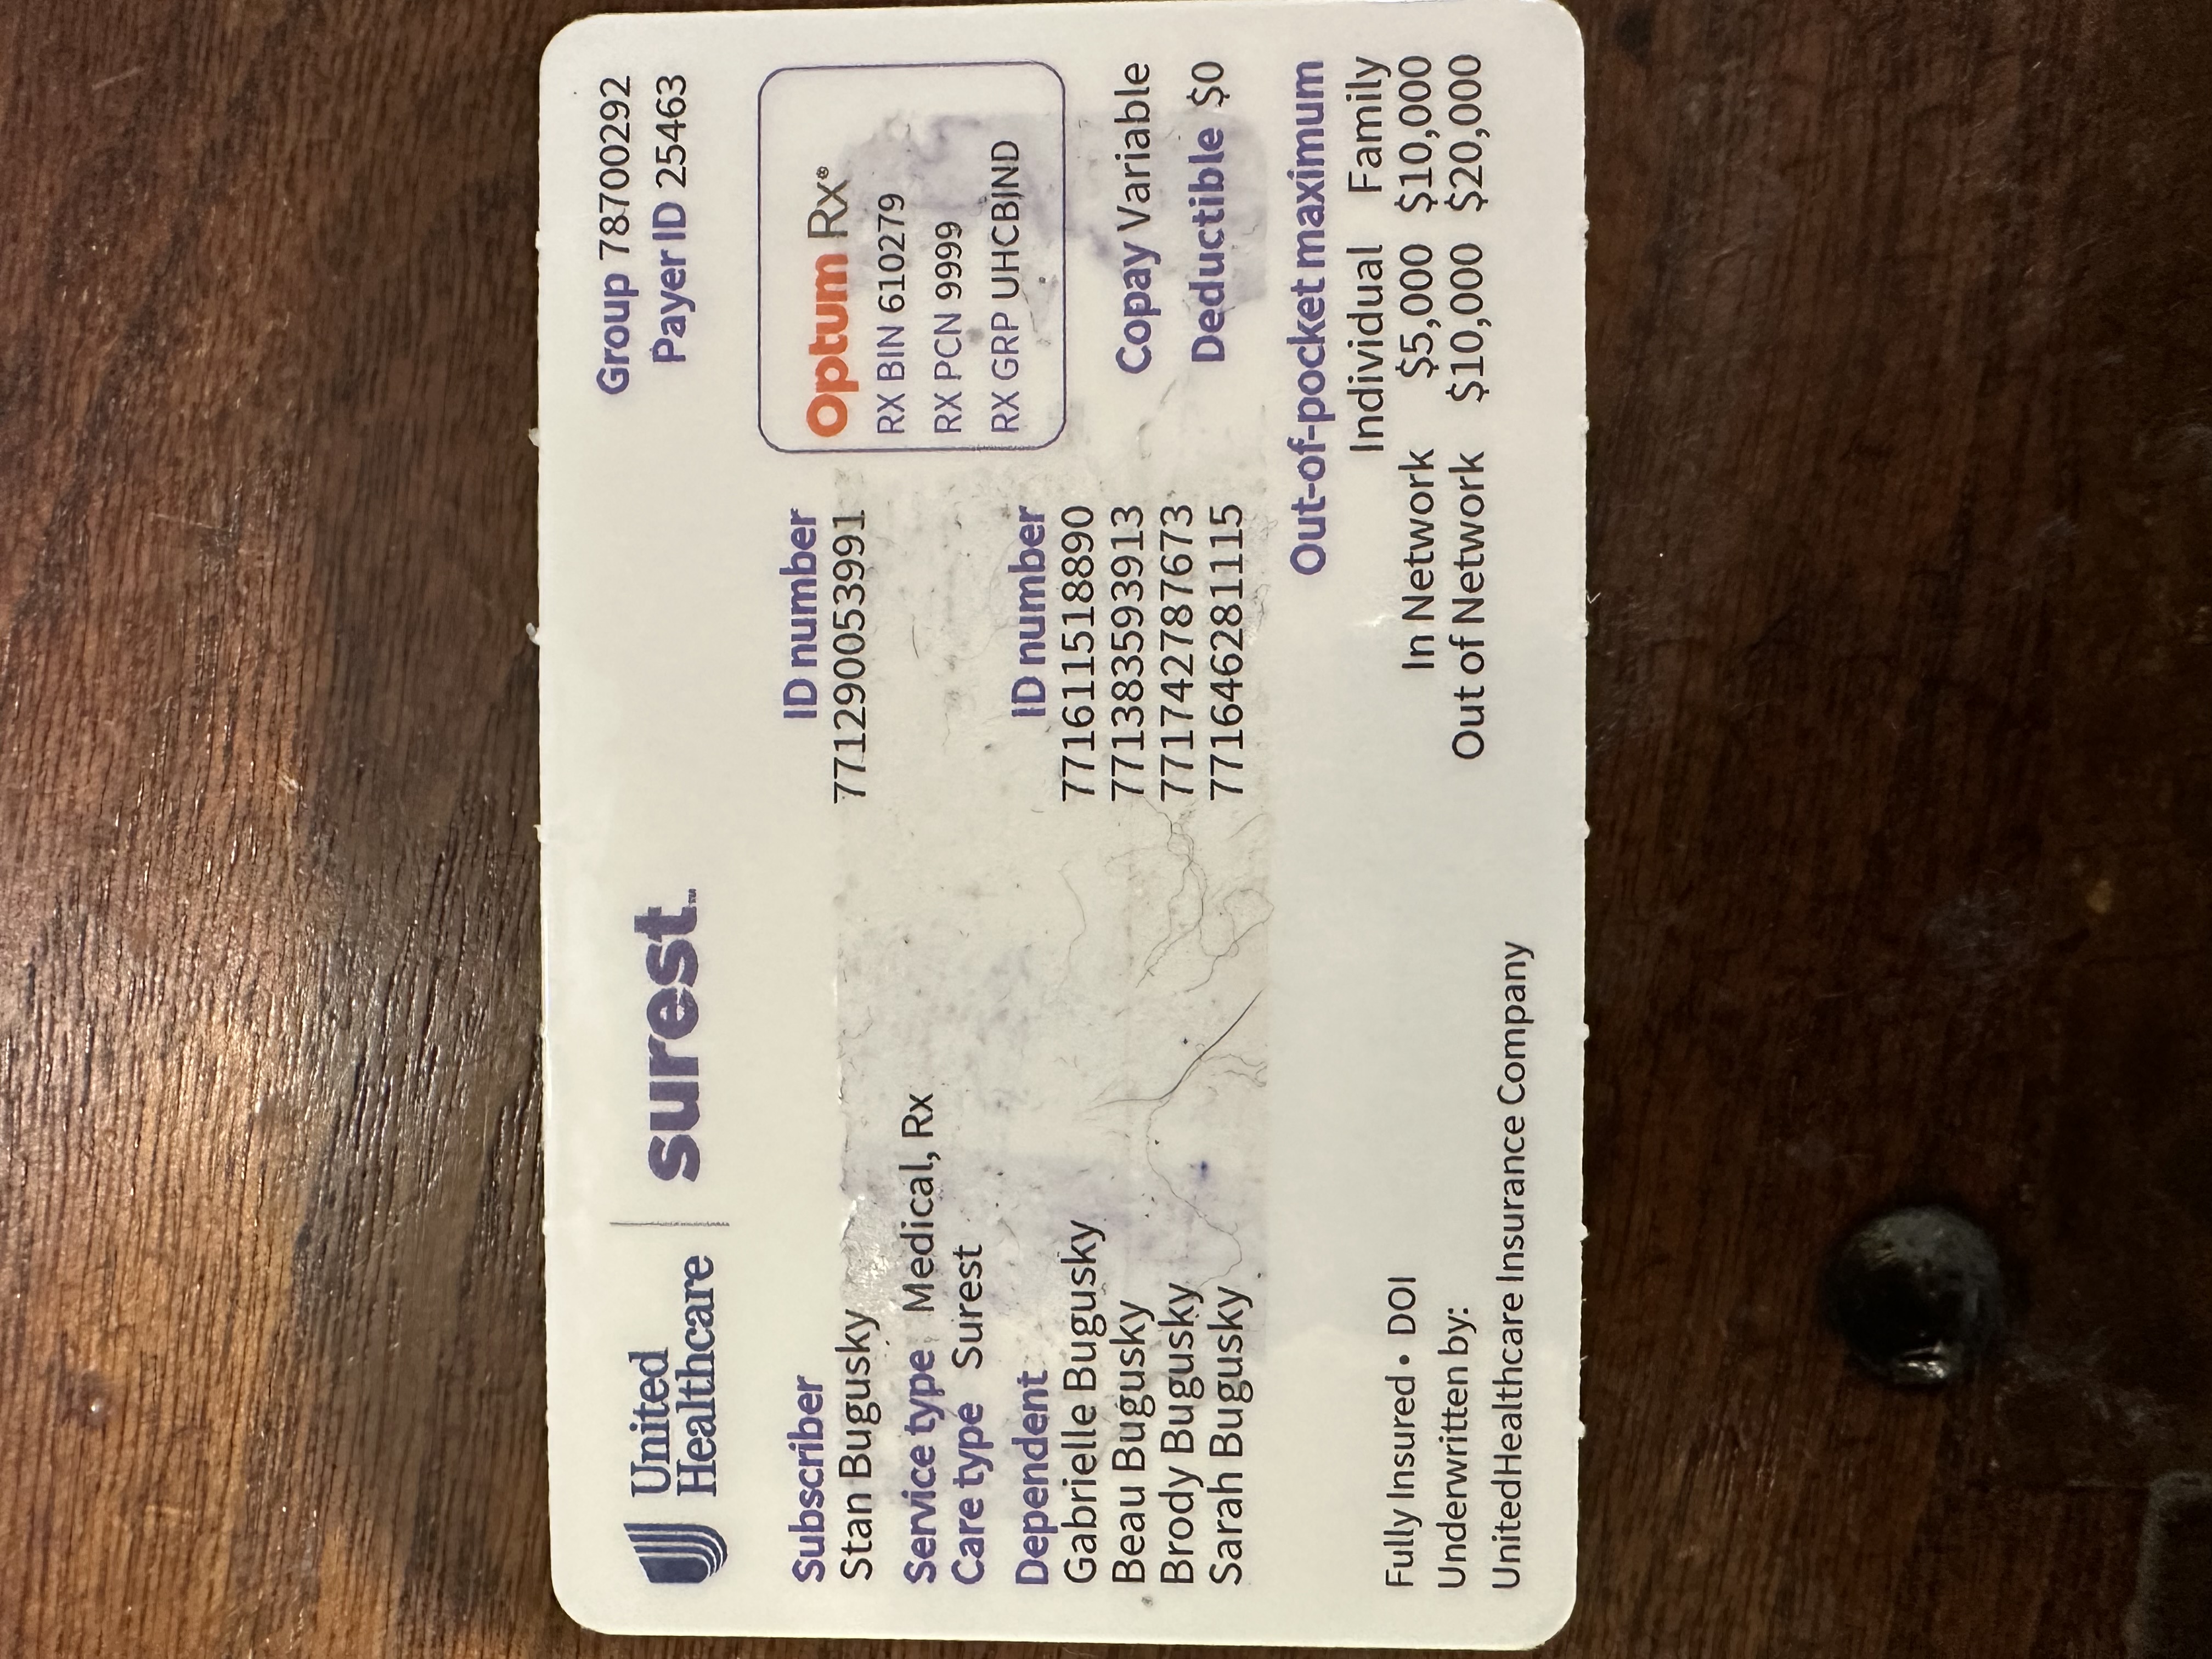 United
Healthcare
surest™
Group 78700292
Payer ID 25463
Subscriber ID number
Stan Bugusky 771290053991
Service type Medical, Rx
Care type Surest
Dependent ID number
Gabrielle Bugusky 771611518890
Beau Bugusky 771383593913
Brody Bugusky 771742787673
Sarah Bugusky 771646281115
Optum Rx®
RX BIN 610279
RX PCN 9999
RX GRP UHCBIND
Copay Variable
Deductible $0
Out-of-pocket maximum
Individual Family
In Network $5,000 $10,000
Out of Network $10,000 $20,000
Fully Insured • DOI
Underwritten by:
UnitedHealthcare Insurance Company